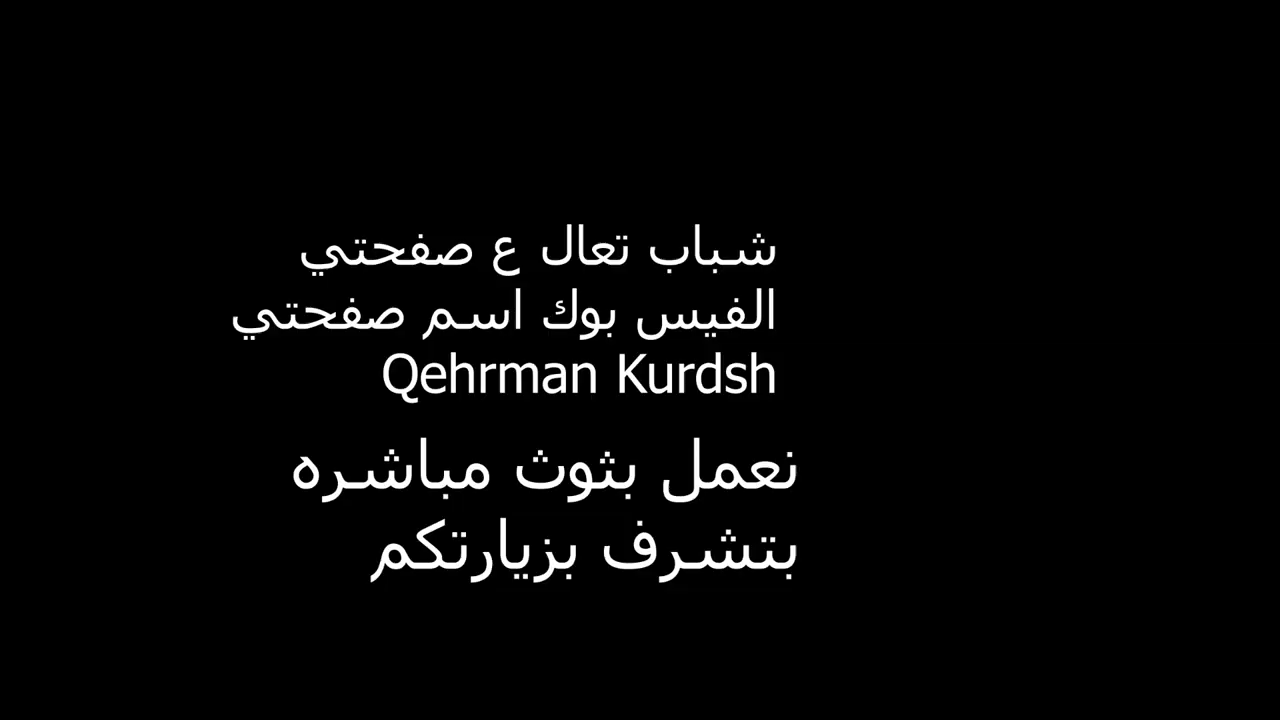 شباب تعال ع صفحتي
الفيس بوك اسم صفحتي
Qehrman Kurdsh
نعمل بثوث مباشره
بتشرف بزيارتكم